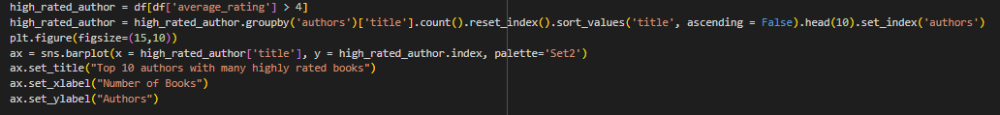 high_rated_author = df[df['average_rating'] > 4]
high_rated_author = high_rated_author.groupby('authors')['title'].count().reset_index().sort_values('title', ascending = False).head(10).set_index('authors')
plt.figure(figsize=(15,10))
ax = sns.barplot(x = high_rated_author['title'], y = high_rated_author.index, palette='Set2')
ax.set_title("Top 10 authors with many highly rated books")
ax.set_xlabel("Number of Books")
ax.set_ylabel("Authors")